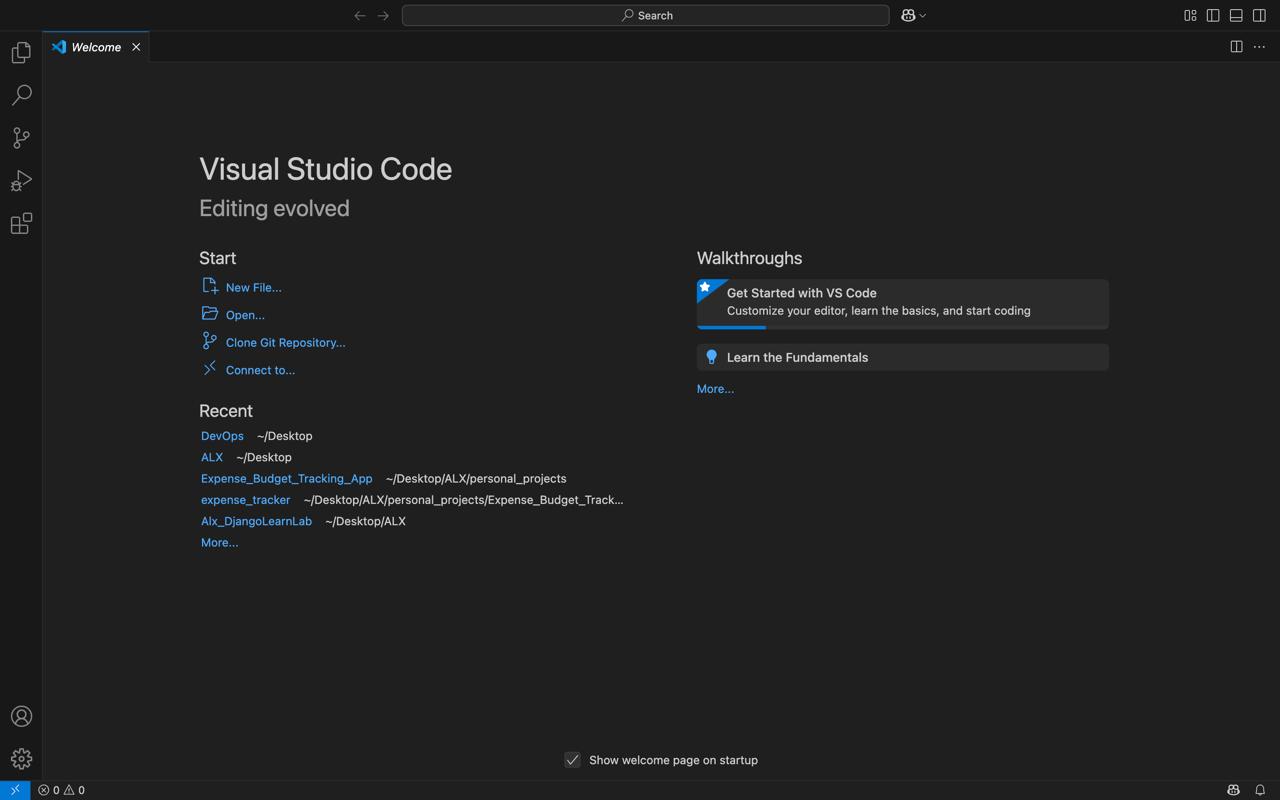 Search
Welcome
Visual Studio Code
Editing evolved
Start
New File...
Open...
Clone Git Repository...
Connect to...
Recent
DevOps ~/Desktop
ALX ~/Desktop
Expense_Budget_Tracking_App ~/Desktop/ALX/personal_projects
expense_tracker ~/Desktop/ALX/personal_projects/Expense_Budget_Track...
Alx_DjangoLearnLab ~/Desktop/ALX
More...
Walkthroughs
Get Started with VS Code
Customize your editor, learn the basics, and start coding
Learn the Fundamentals
More...
Show welcome page on startup
0 0